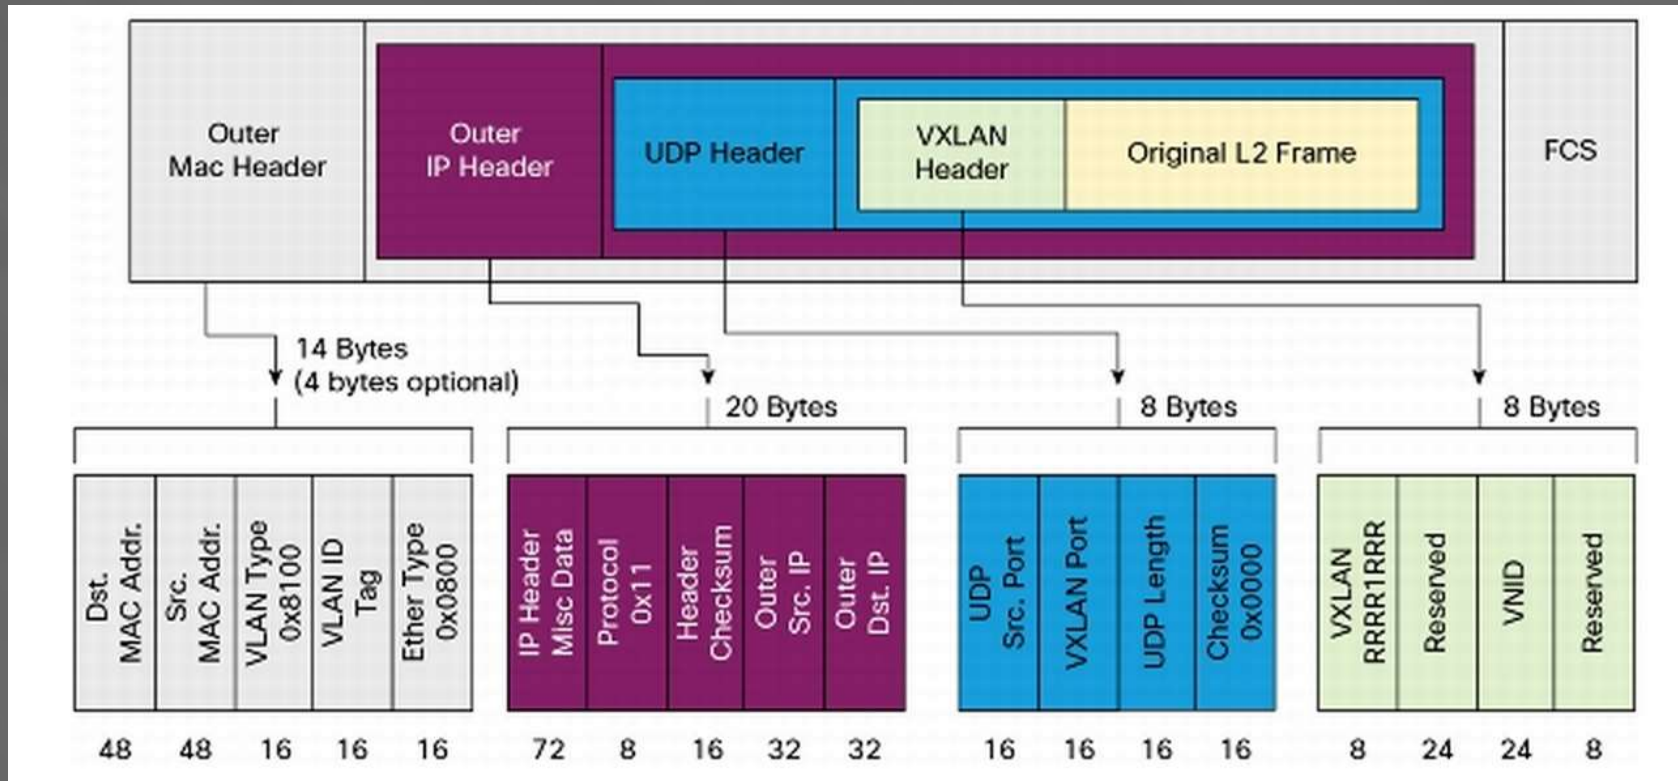 Outer
Mac Header
Outer
IP Header
UDP Header
VXLAN
Header
Original L2 Frame
FCS
14 Bytes
(4 bytes optional)
20 Bytes
8 Bytes
8 Bytes
Dst.
MAC Addr.
Src.
MAC Addr.
VLAN Type
0x8100
VLAN ID
Tag
Ether Type
0x0800
IP Header
Misc Data
Protocol
0x11
Header
Checksum
Outer
Src. IP
Outer
Dst. IP
UDP
Src.. Port
VXLAN Port
UDP Length
Checksum
0x0000
VXLAN
RRRR1RRR
Reserved
VNID
Reserved
48 48 16 16 16 72 8 16 32 32 16 16 16 16 8 24 24 8